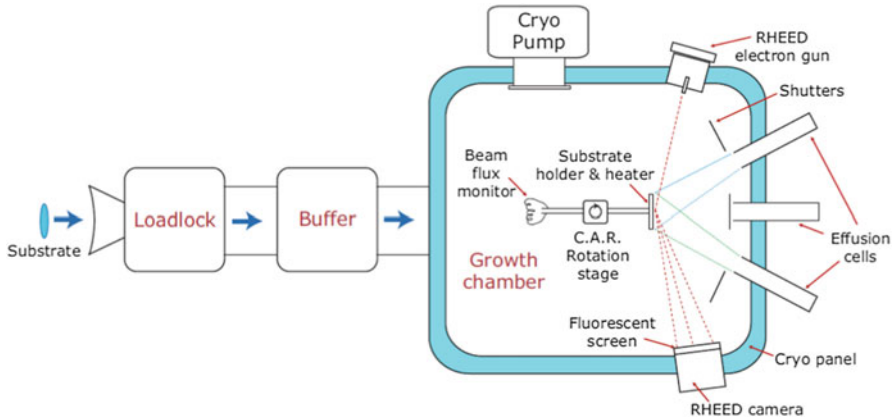 Cryo
Pump
RHEED
electron gun
Shutters
Beam
flux
monitor
Substrate
holder & heater
Loadlock
Buffer
Substrate
C.A.R.
Rotation
stage
Effusion
cells
Growth
chamber
Fluorescent
screen
Cryo panel
RHEED camera